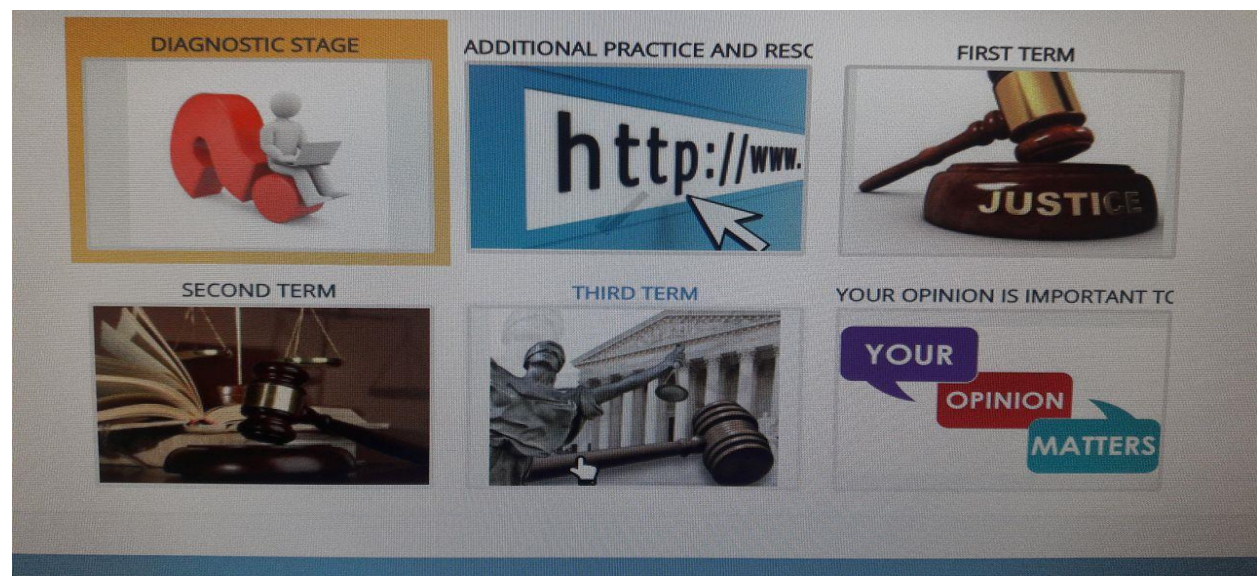 DIAGNOSTIC STAGE
ADDITIONAL PRACTICE AND RESC
FIRST TERM
http://www.
JUSTICE
SECOND TERM
THIRD TERM
YOUR OPINION IS IMPORTANT TC
YOUR
OPINION
MATTERS